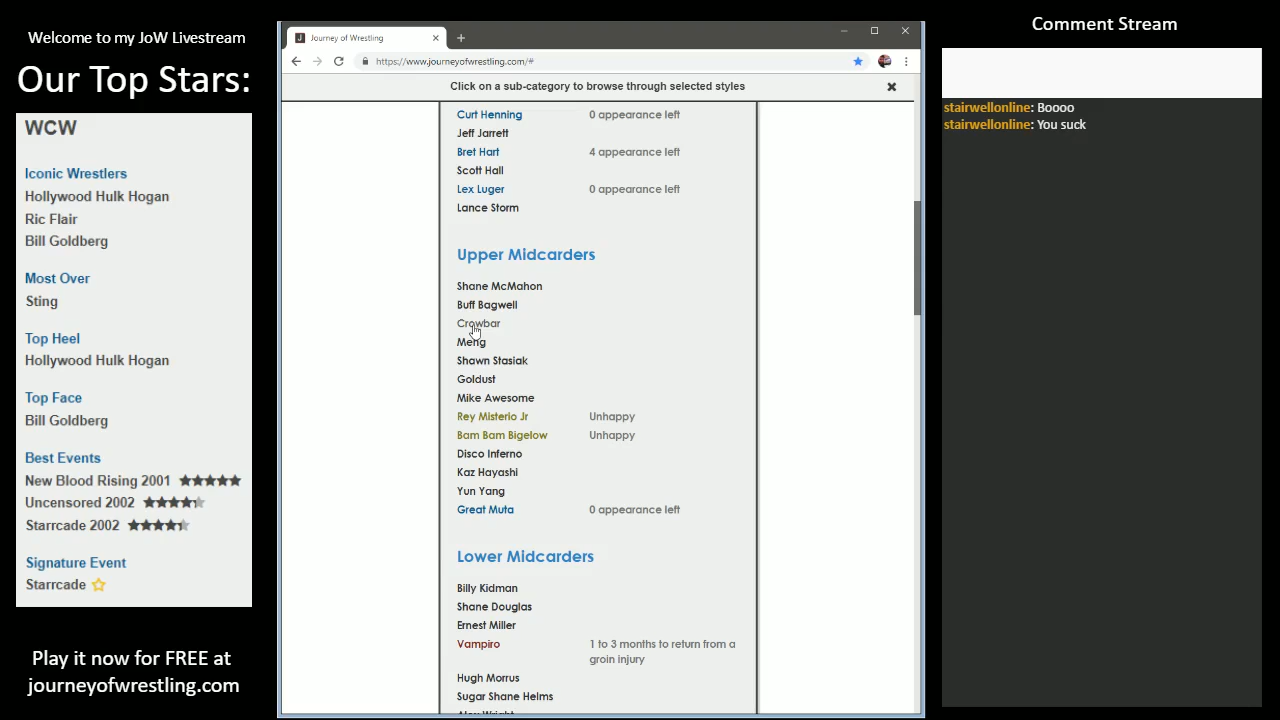 Welcome to my JoW Livestream
Our Top Stars:
WCW
Iconic Wrestlers
Hollywood Hulk Hogan
Ric Flair
Bill Goldberg
Most Over
Sting
Top Heel
Hollywood Hulk Hogan
Top Face
Bill Goldberg
Best Events
New Blood Rising 2001
Uncensored 2002
Starrcade 2002
Signature Event
Starrcade
Play it now for FREE at
journeyofwrestling.com
Journey of Wrestling
https://www.journeyofwrestling.com/#
Click on a sub-category to browse through selected styles
Curt Henning 0 appearance left
Jeff Jarrett
Bret Hart 4 appearance left
Scott Hall
Lex Luger 0 appearance left
Lance Storm
Upper Midcarders
Shane McMahon
Buff Bagwell
Crowbar
Meng
Shawn Stasiak
Goldust
Mike Awesome
Rey Misterio Jr Unhappy
Bam Bam Bigelow Unhappy
Disco Inferno
Kaz Hayashi
Yun Yang
Great Muta 0 appearance left
Lower Midcarders
Billy Kidman
Shane Douglas
Ernest Miller
Vampiro 1 to 3 months to return from a
groin injury
Hugh Morrus
Sugar Shane Helms
Comment Stream
stairwellonline: Boooo
stairwellonline: You suck